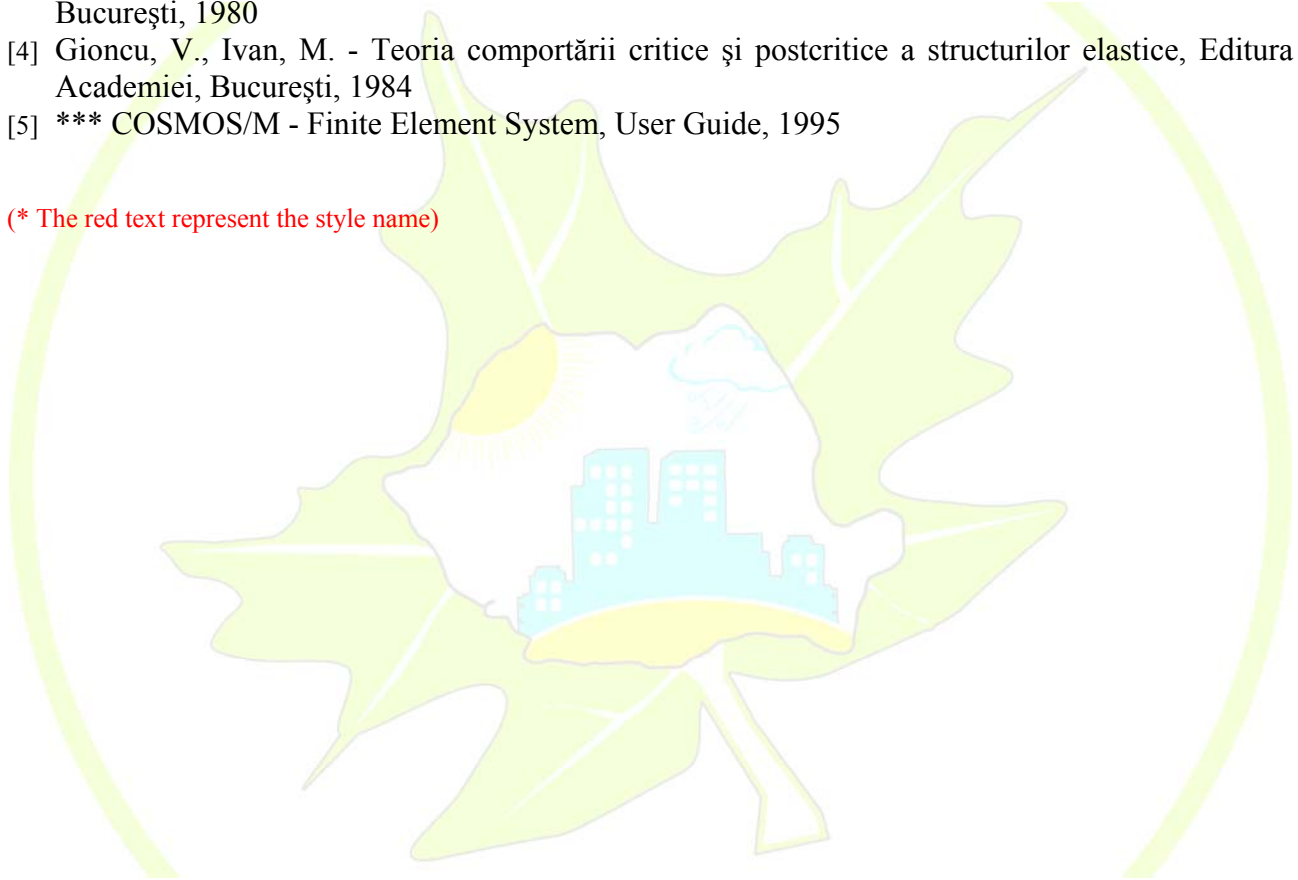 Bucureşti, 1980
[4] Gioncu, V., Ivan, M. - Teoria comportării critice şi postcritice a structurilor elastice, Editura
Academiei, Bucureşti, 1984
[5] *** COSMOS/M - Finite Element System, User Guide, 1995
(* The red text represent the style name)